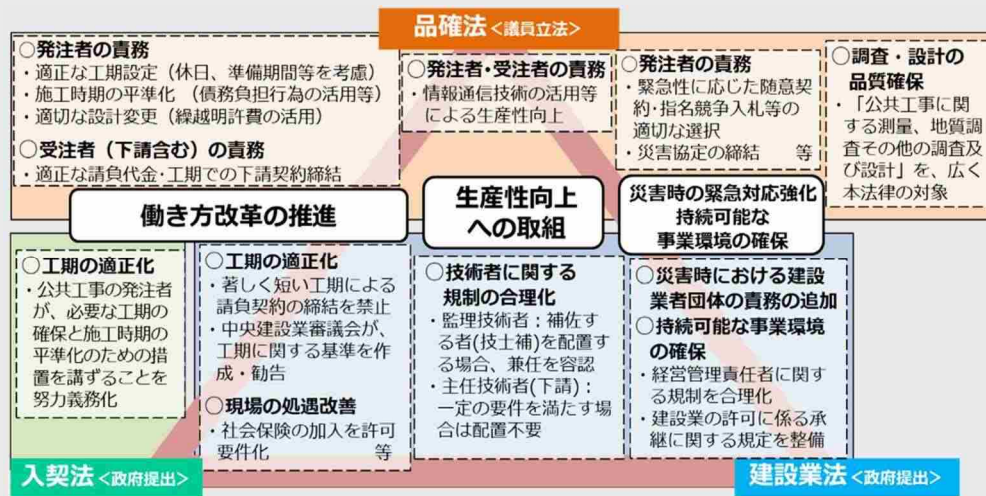 品確法<議員立法>
○発注者の責務
・適正な工期設定（休日、準備期間等を考慮）
・施工時期の平準化 （債務負担行為の活用等）
・適切な設計変更（繰越明許費の活用）
○受注者（下請含む）の責務
・適正な請負代金･工期での下請契約締結
○発注者･受注者の責務
・情報通信技術の活用等
による生産性向上
○発注者の責務
・緊急性に応じた随意契
約･指名競争入札等の
適切な選択
・災害協定の締結 等
○調査・設計の
品質確保
・「公共工事に関
する測量、地質調
査その他の調査及
び設計」を、広く
本法律の対象
働き方改革の推進
生産性向上
への取組
災害時の緊急対応強化
持続可能な
事業環境の確保
○工期の適正化
・公共工事の発注者
が、必要な工期の
確保と施工時期の
平準化のための措
置を講ずることを
努力義務化
○工期の適正化
・著しく短い工期による
請負契約の締結を禁止
・中央建設業審議会が、
工期に関する基準を作
成・勧告
○現場の処遇改善
・社会保険の加入を許可
要件化 等
○技術者に関する
規制の合理化
・監理技術者：補佐す
る者(技士補)を配置す
る場合、兼任を容認
・主任技術者(下請)：
一定の要件を満たす場
合は配置不要
○災害時における建設
業者団体の責務の追加
○持続可能な事業環境
の確保
・経営管理責任者に関す
る規制を合理化
・建設業の許可に係る承
継に関する規定を整備
入契法<政府提出>
建設業法<政府提出>